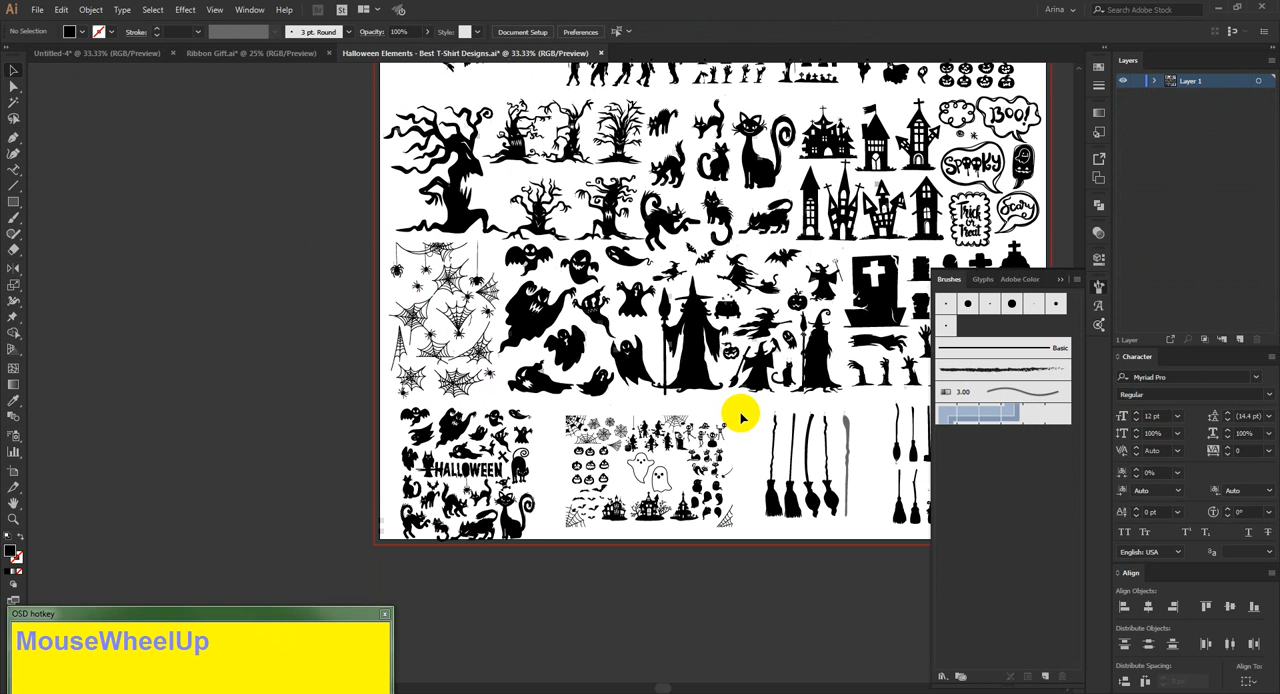 Ai File Edit Object Type Select Effect View Window Help Br St Arina Search Adobe Stock
No Selection Stroke: 3 pt. Round Opacity: 100% Style: Document Setup Preferences
Untitled-4* @ 33.33% (RGB/Preview) × Ribbon Gift.ai* @ 25% (RGB/Preview) × Halloween Elements - Best T-Shirt Designs.ai* @ 33.33% (RGB/Preview) ×
Layers
Layer 1
BOO!
SPOOKY
Trick
or
Treat
Scary
HALLOWEEN
Brushes Glyphs Adobe Color
Basic
3.00
1 Layer
Character
Myriad Pro
Regular
12 pt (14.4 pt)
100% 100%
Auto 0
0%
Auto Auto
0 pt 0°
English: USA
Align
Align Objects:
Distribute Objects:
Distribute Spacing: Align To:
OSD hotkey
MouseWheelUp